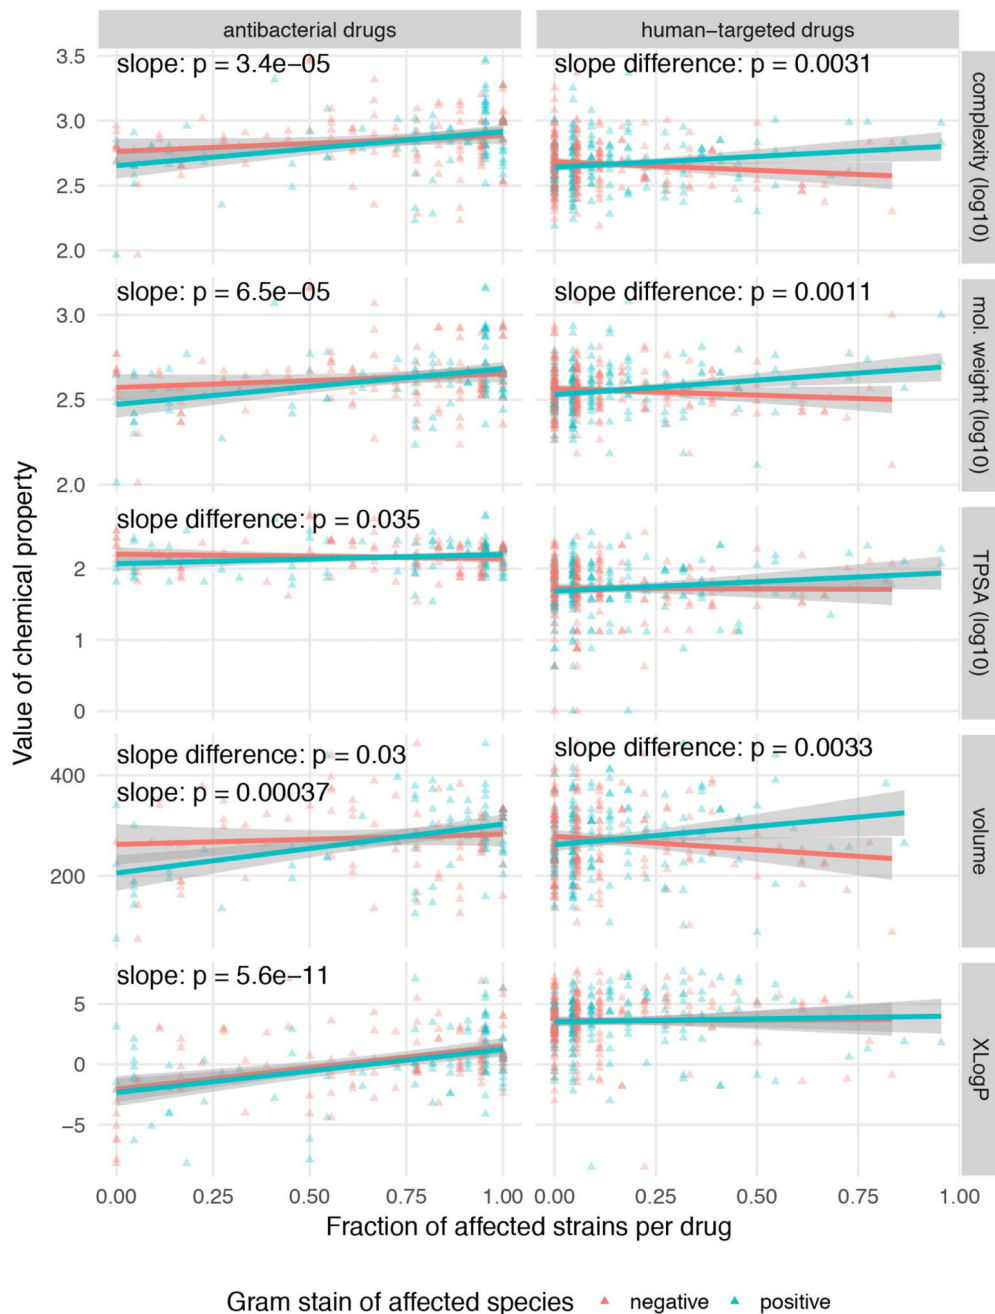 antibacterial drugs
human−targeted drugs
slope: p = 3.4e−05
slope difference: p = 0.0031
3.5
3.0
2.5
2.0
complexity (log10)
slope: p = 6.5e−05
slope difference: p = 0.0011
3.0
2.5
2.0
mol. weight (log10)
slope difference: p = 0.035
2
1
0
TPSA (log10)
Value of chemical property
slope difference: p = 0.03
slope: p = 0.00037
slope difference: p = 0.0033
400
200
volume
slope: p = 5.6e−11
5
0
−5
XLogP
0.00 0.25 0.50 0.75 1.00 0.00 0.25 0.50 0.75 1.00
Fraction of affected strains per drug
Gram stain of affected species negative positive